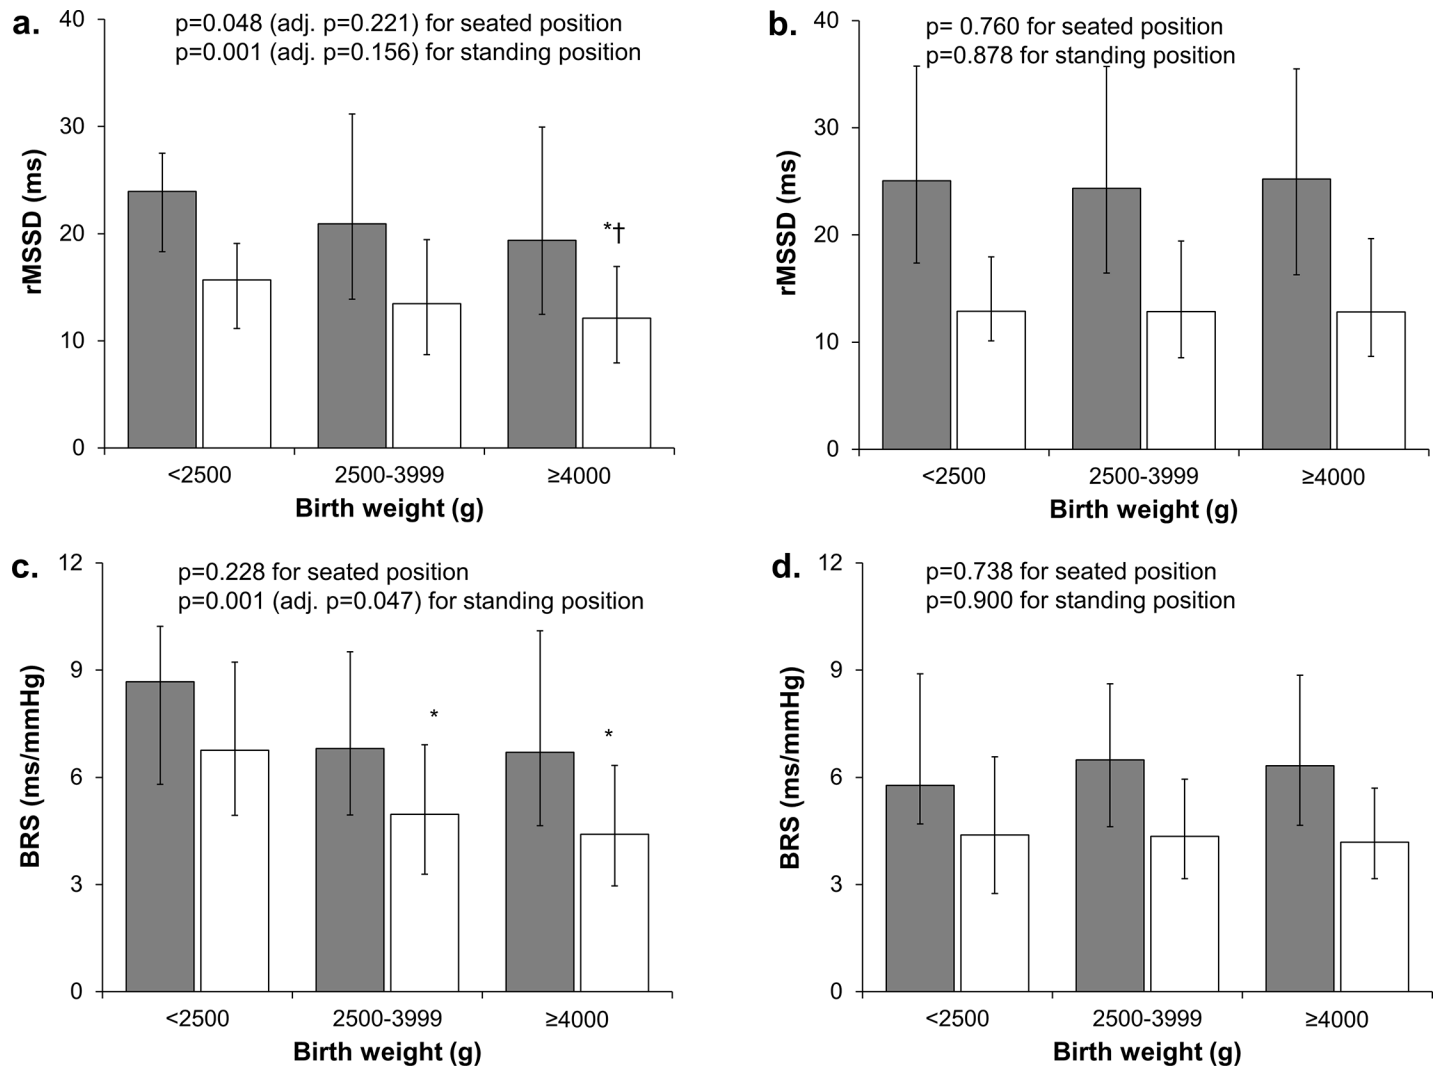 a.
p=0.048 (adj. p=0.221) for seated position
p=0.001 (adj. p=0.156) for standing position
rMSSD (ms)
40
30
20
10
0
*†
<2500
2500-3999
≥4000
Birth weight (g)
b.
p= 0.760 for seated position
p=0.878 for standing position
rMSSD (ms)
40
30
20
10
0
<2500
2500-3999
≥4000
Birth weight (g)
c.
p=0.228 for seated position
p=0.001 (adj. p=0.047) for standing position
BRS (ms/mmHg)
12
9
6
3
0
*
*
<2500
2500-3999
≥4000
Birth weight (g)
d.
p=0.738 for seated position
p=0.900 for standing position
BRS (ms/mmHg)
12
9
6
3
0
<2500
2500-3999
≥4000
Birth weight (g)